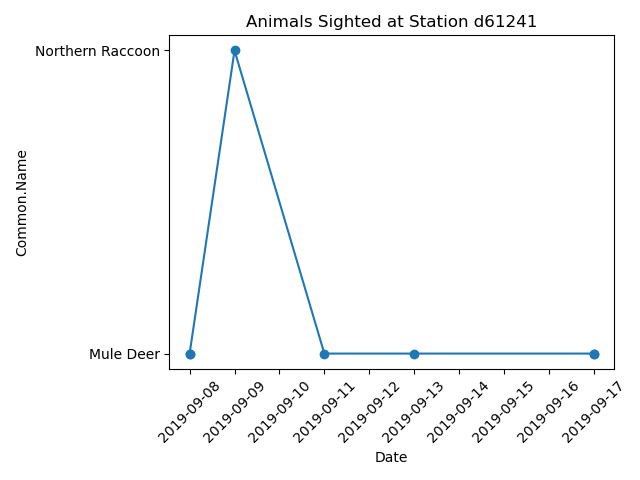 Animals Sighted at Station d61241
Northern Raccoon
Common.Name
Mule Deer
2019-09-08
2019-09-09
2019-09-10
2019-09-11
2019-09-12
2019-09-13
2019-09-14
2019-09-15
2019-09-16
2019-09-17
Date